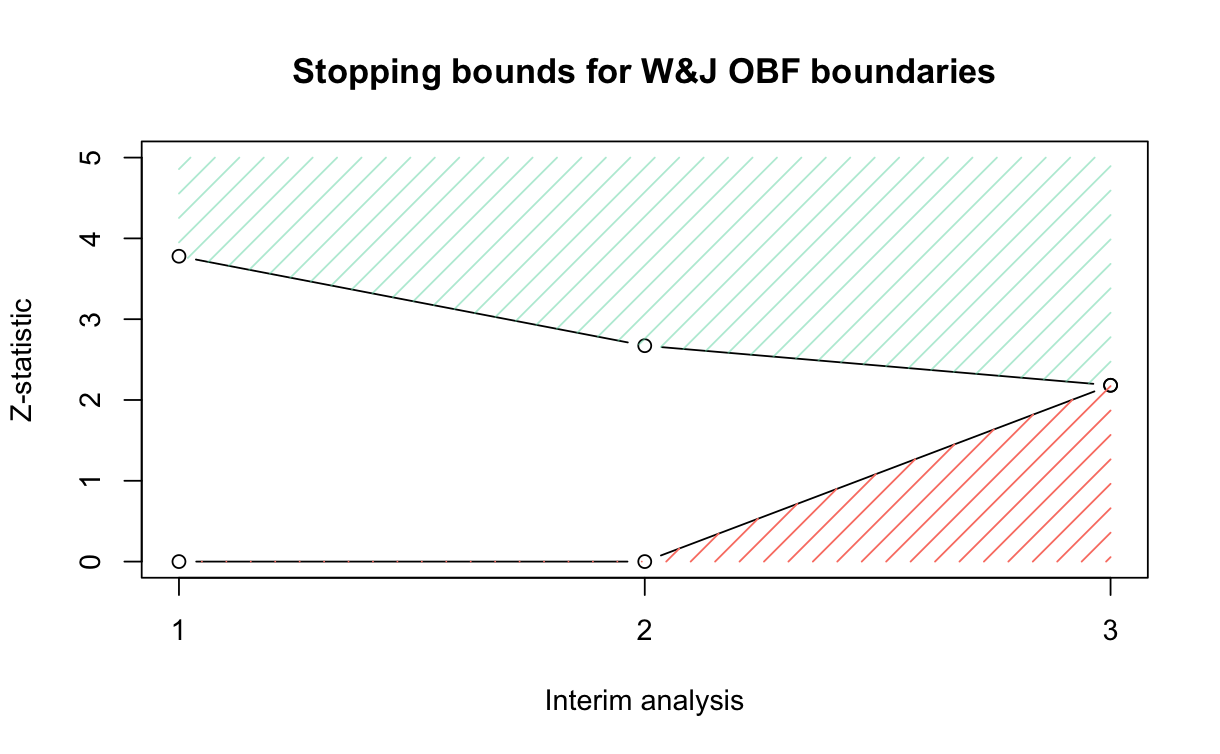 Stopping bounds for W&J OBF boundaries
5
4
3
2
1
0
Z-statistic
1 2 3
Interim analysis